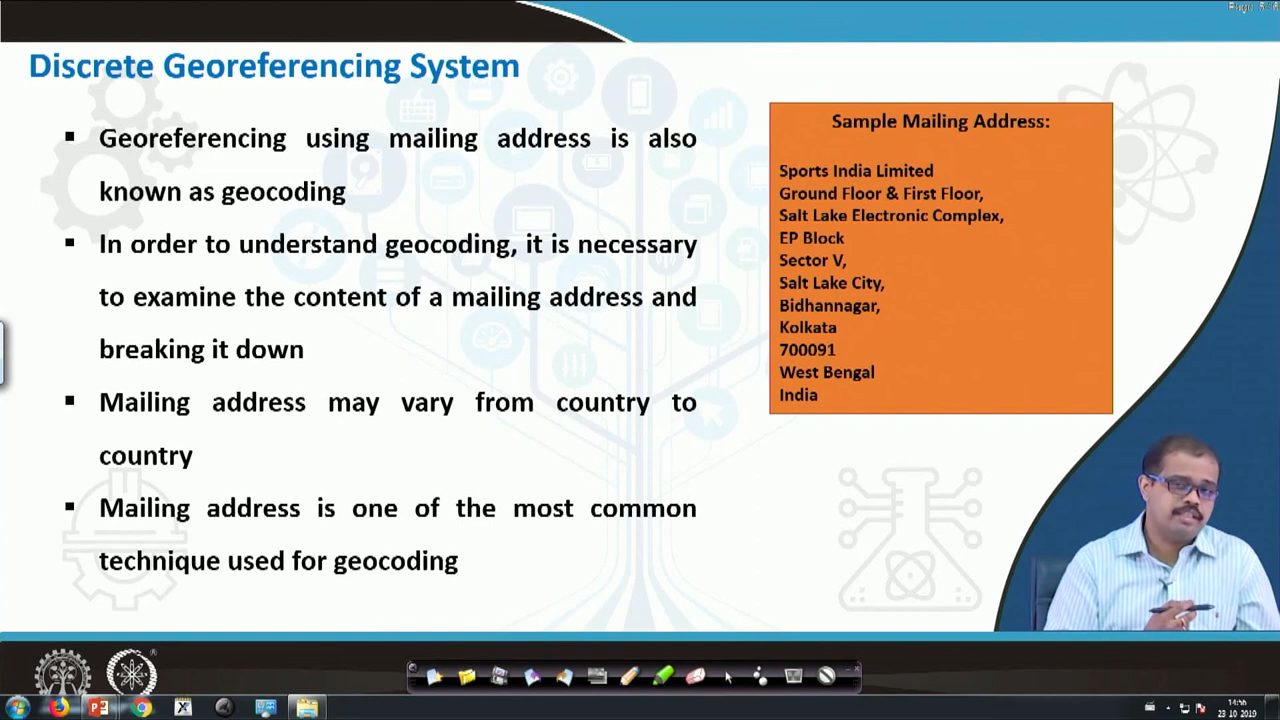 Discrete Georeferencing System
▪ Georeferencing using mailing address is also
known as geocoding
▪ In order to understand geocoding, it is necessary
to examine the content of a mailing address and
breaking it down
▪ Mailing address may vary from country to
country
▪ Mailing address is one of the most common
technique used for geocoding
Sample Mailing Address:
Sports India Limited
Ground Floor & First Floor,
Salt Lake Electronic Complex,
EP Block
Sector V,
Salt Lake City,
Bidhannagar,
Kolkata
700091
West Bengal
India
23-10-2019